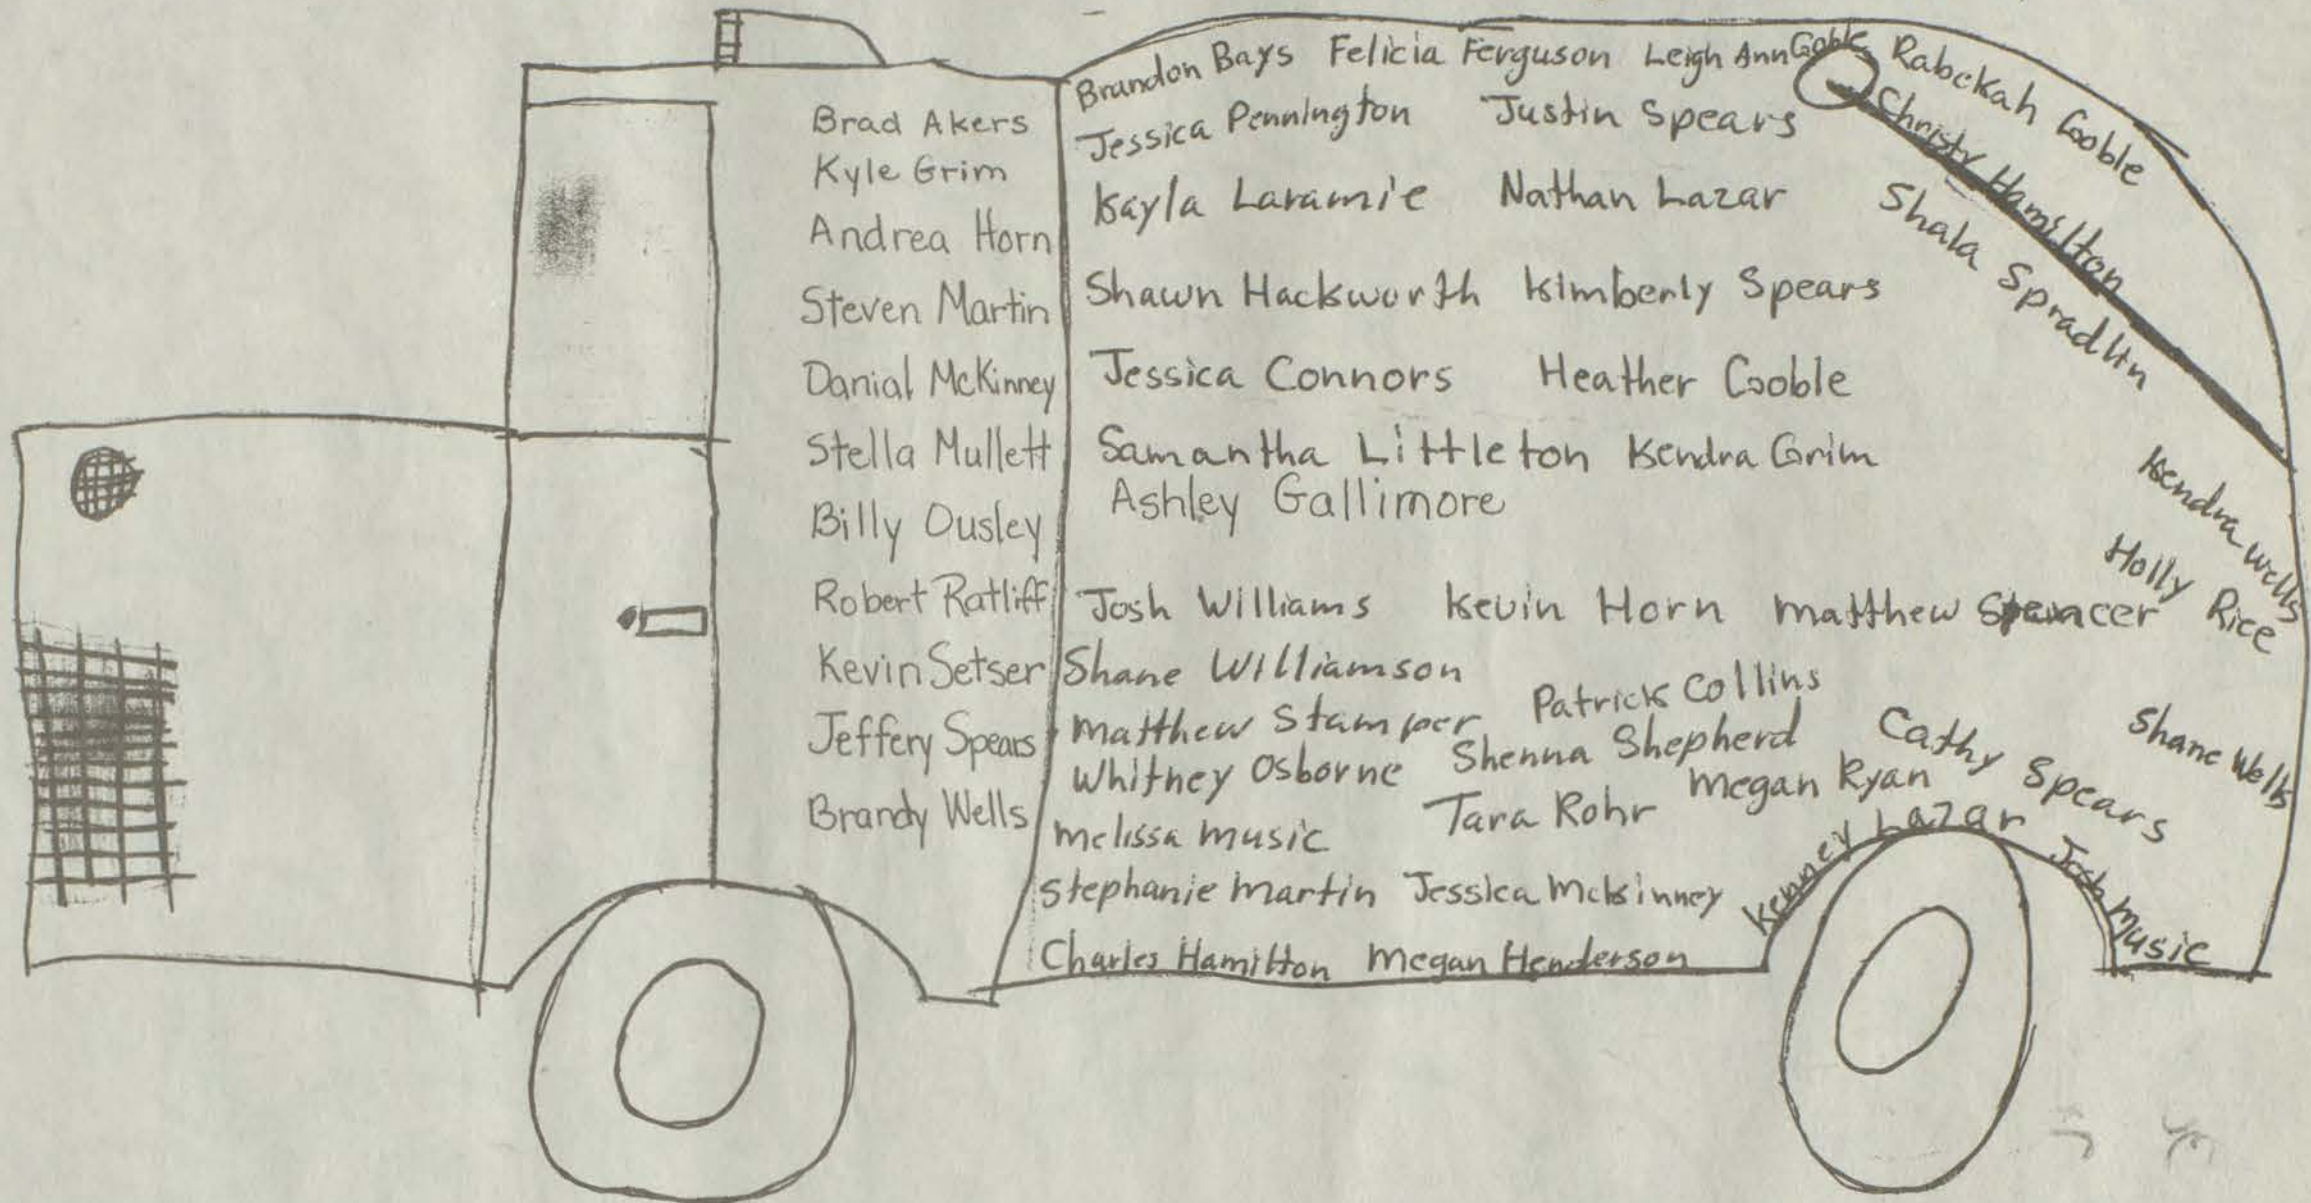 Brad Akers
Kyle Grim
Andrea Horn
Steven Martin
Danial McKinney
Stella Mullett
Billy Ousley
Robert Ratliff
Kevin Setser
Jeffery Spears
Brandy Wells
Brandon Bays Felicia Ferguson Leigh Ann Goble Rabekah Goble
Jessica Pennington Justin Spears Christy Hamilton
Kayla Laramie Nathan Lazar Shala Spradlin
Shawn Hackworth Kimberly Spears
Jessica Connors Heather Goble
Samantha Littleton Kendra Grim
Ashley Gallimore
Kendra Wells
Holly Rice
Josh Williams Kevin Horn Matthew Spencer
Shane Williamson
Matthew Stamper Patrick Collins
Whitney Osborne Shenna Shepherd Cathy Spears Shane Wells
Melissa Music Tara Rohr Megan Ryan
Kenney Lazar Josh Music
Stephanie Martin Jessica McKinney
Charles Hamilton Megan Henderson